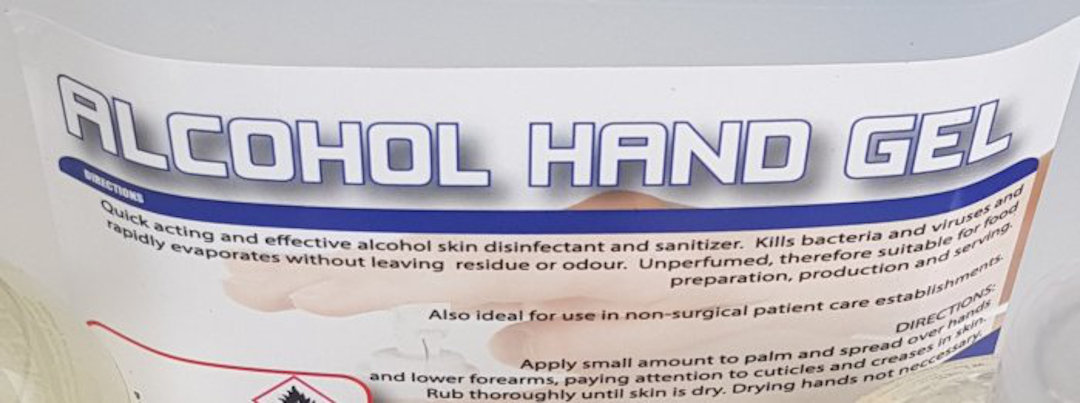 ALCOHOL HAND GEL
DIRECTIONS
Quick acting and effective alcohol skin disinfectant and sanitizer. Kills bacteria and viruses and
rapidly evaporates without leaving residue or odour. Unperfumed, therefore suitable for food
preparation, production and serving.
Also ideal for use in non-surgical patient care establishments.
DIRECTIONS:
Apply small amount to palm and spread over hands
and lower forearms, paying attention to cuticles and creases in skin.
Rub thoroughly until skin is dry. Drying hands not neccessary.